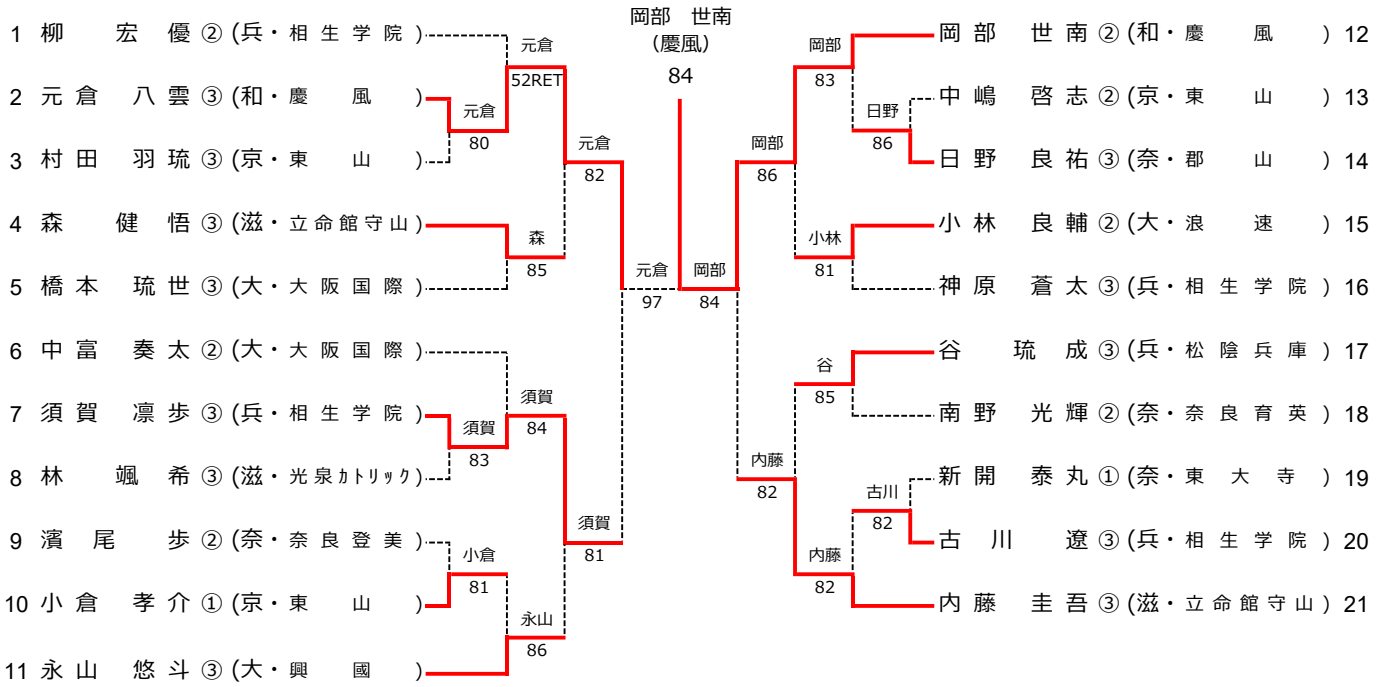 岡部 世南
(慶風)
84
1 柳 宏 優 ② (兵・相生学院)
2 元倉 八雲 ③ (和・慶 風)
3 村田 羽琉 ③ (京・東 山)
4 森 健 悟 ③ (滋・立命館守山)
5 橋本 琉世 ③ (大・大阪国際)
6 中富 奏太 ② (大・大阪国際)
7 須賀 凛歩 ③ (兵・相生学院)
8 林 颯 希 ③ (滋・光泉カトリック)
9 濱尾 歩 ② (奈・奈良登美)
10 小倉 孝介 ① (京・東 山)
11 永山 悠斗 ③ (大・興 國)
元倉
80
須賀
83
小倉
81
元倉
52RET
森
85
須賀
84
永山
86
元倉
82
須賀
81
元倉
97
岡部
84
岡部
86
内藤
82
岡部
83
小林
81
谷
85
内藤
82
日野
86
古川
82
岡部 世南 ② (和・慶 風) 12
中嶋 啓志 ② (京・東 山) 13
日野 良祐 ③ (奈・郡 山) 14
小林 良輔 ② (大・浪 速) 15
神原 蒼太 ③ (兵・相生学院) 16
谷 琉成 ③ (兵・松陰兵庫) 17
南野 光輝 ② (奈・奈良育英) 18
新開 泰丸 ① (奈・東大寺) 19
古川 遼 ③ (兵・相生学院) 20
内藤 圭吾 ③ (滋・立命館守山) 21